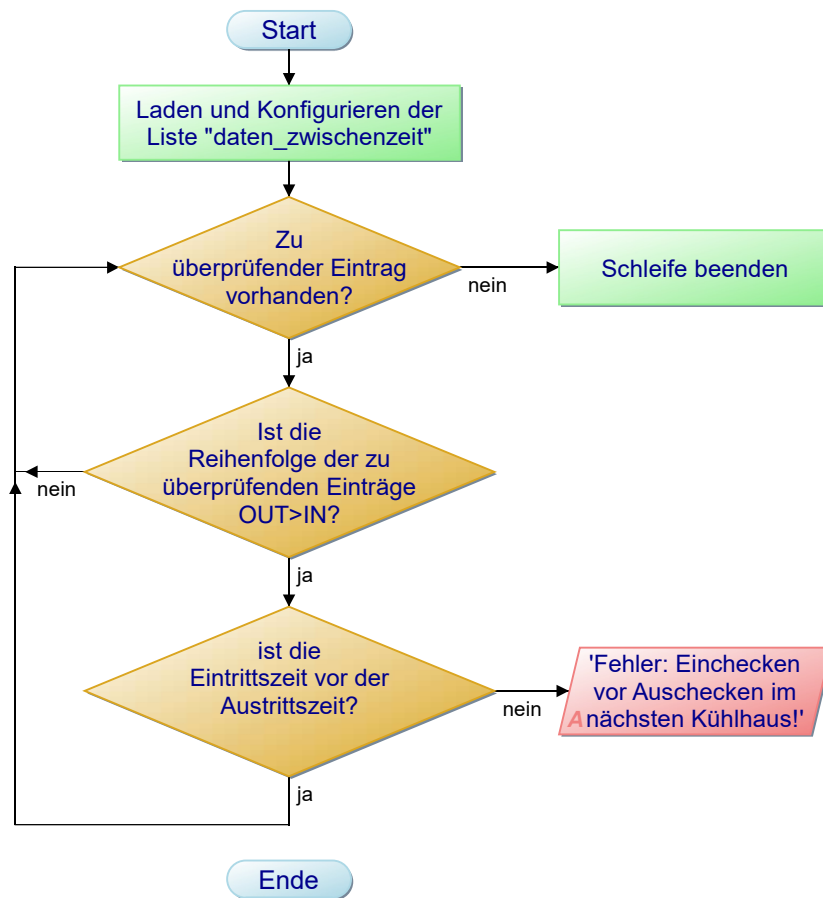 Start
Laden und Konfigurieren der
Liste "daten_zwischenzeit"
Zu
überprüfender Eintrag
vorhanden?
nein
Schleife beenden
ja
Ist die
Reihenfolge der zu
überprüfenden Einträge
OUT>IN?
nein
ja
ist die
Eintrittszeit vor der
Austrittszeit?
nein
'Fehler: Einchecken
vor Auschecken im
A nächsten Kühlhaus!'
ja
Ende